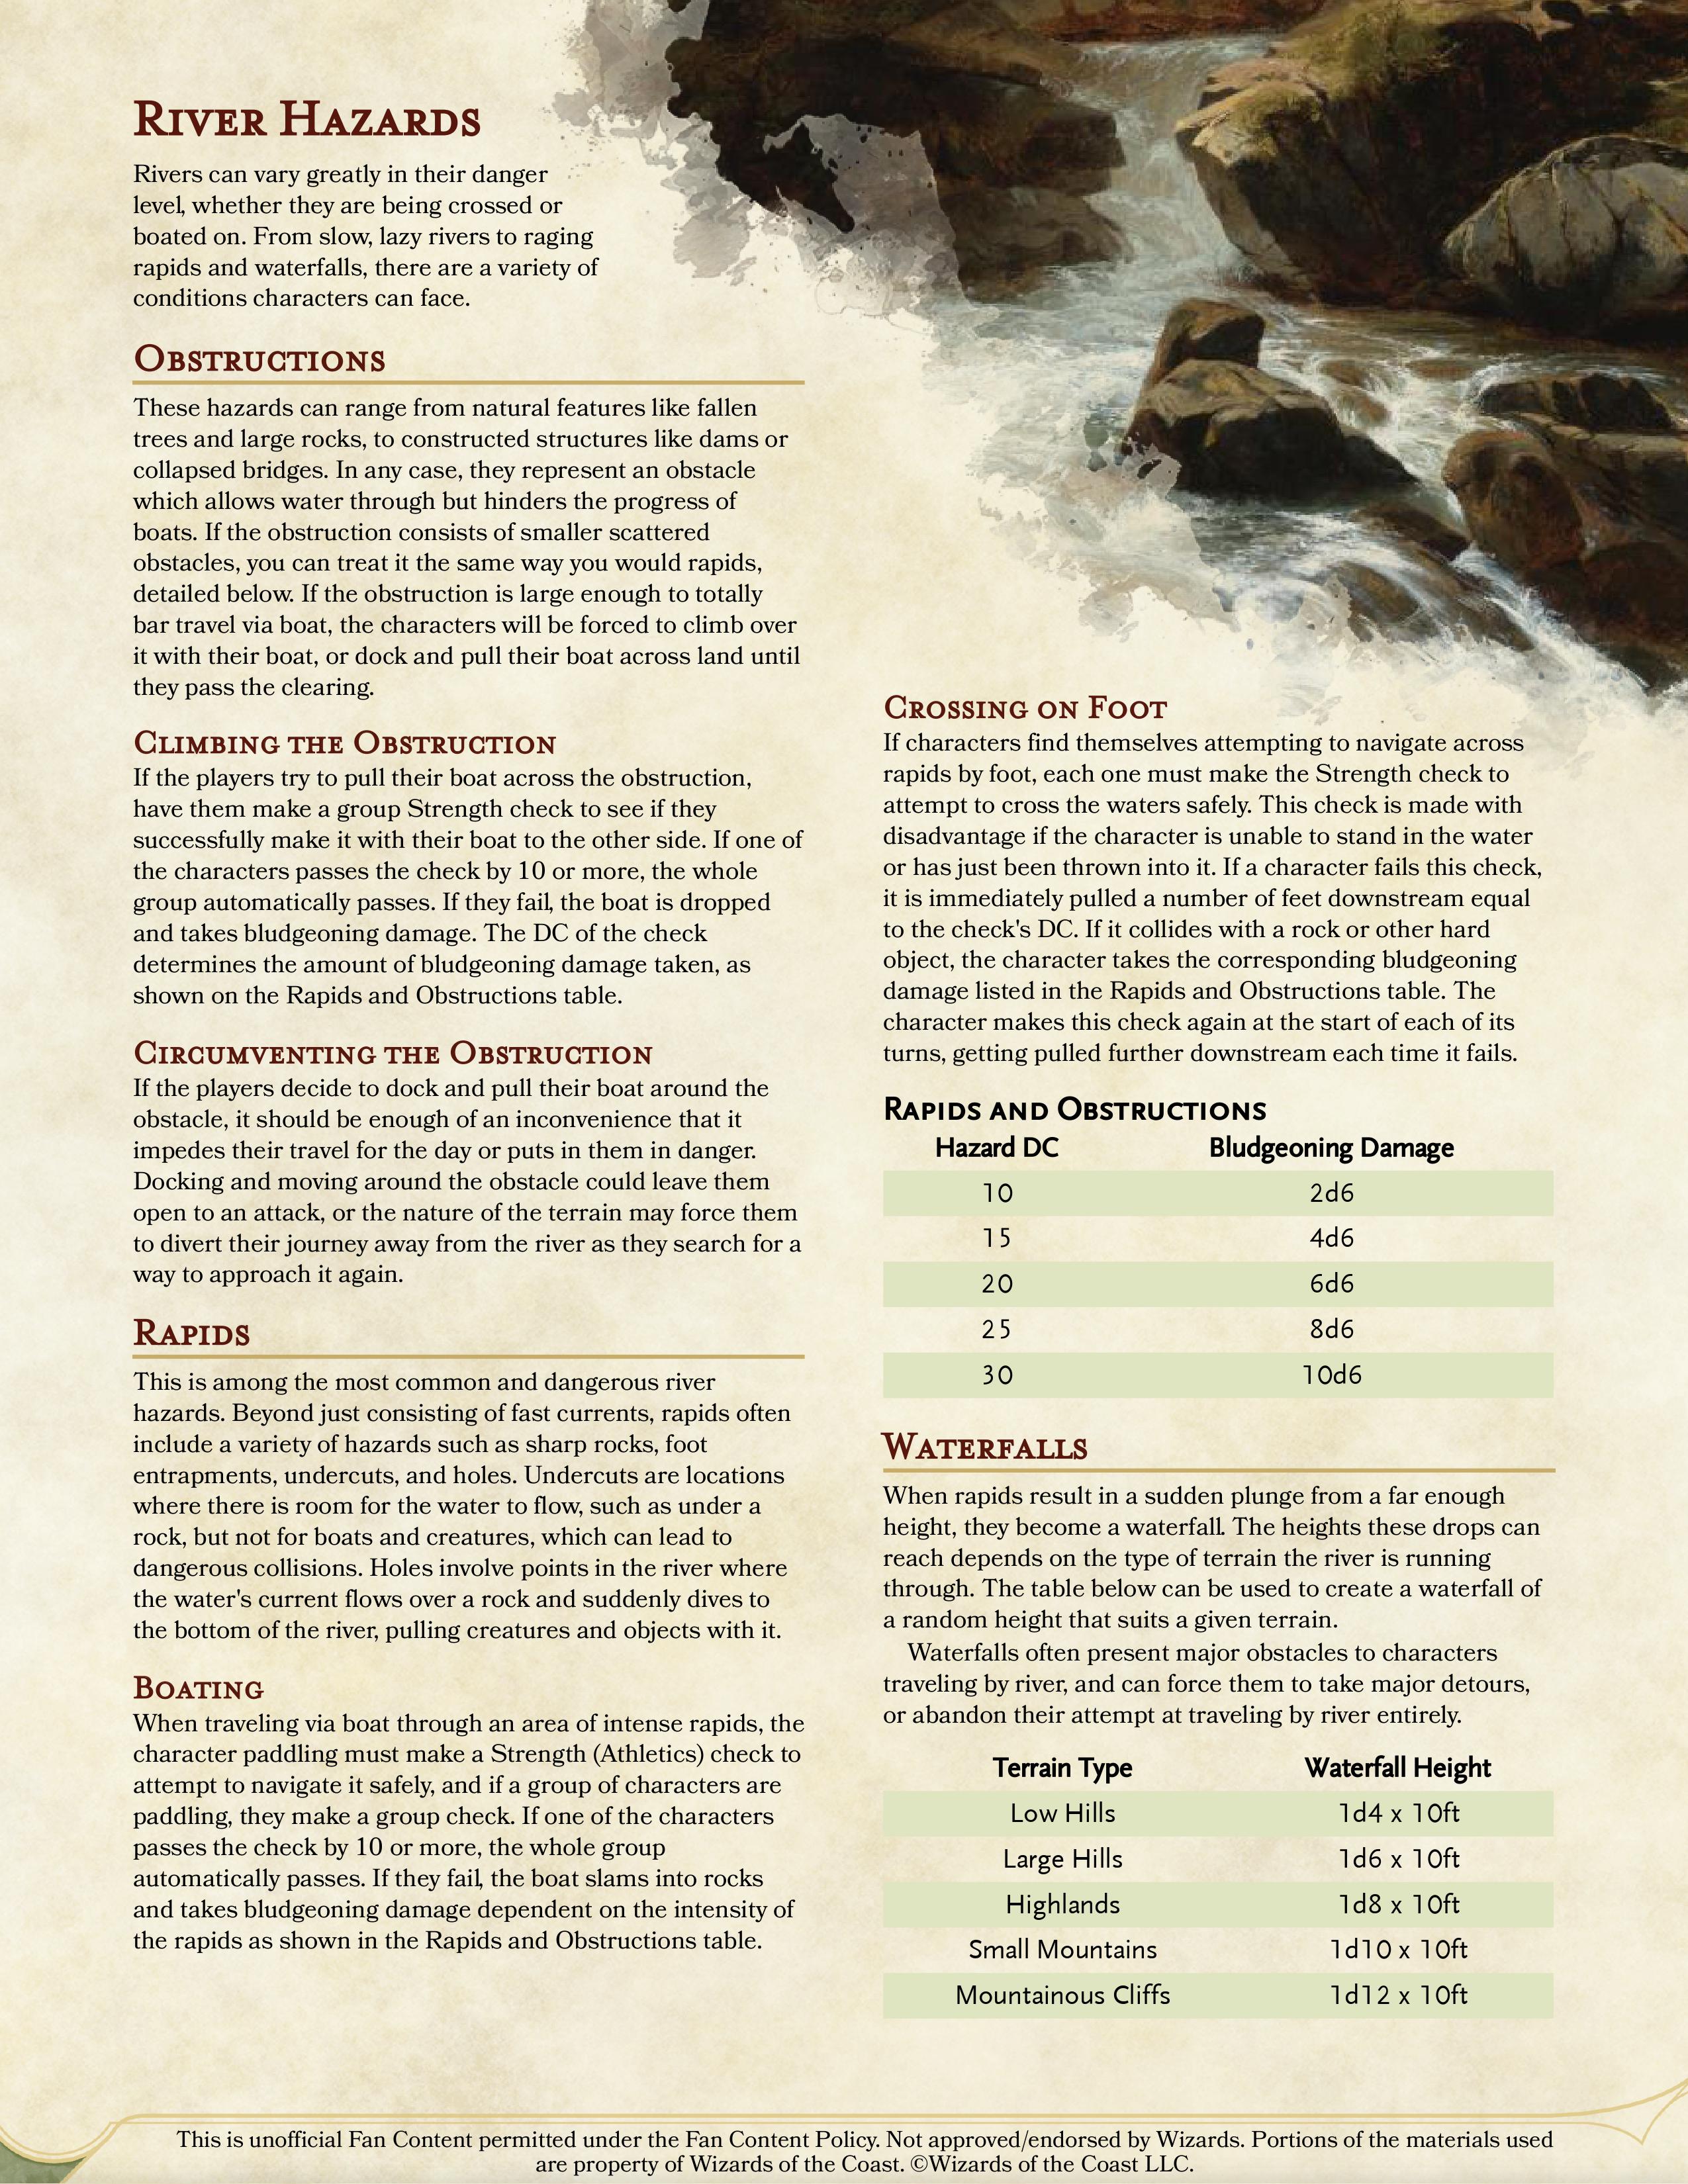 River Hazards
Rivers can vary greatly in their danger
level, whether they are being crossed or
boated on. From slow, lazy rivers to raging
rapids and waterfalls, there are a variety of
conditions characters can face.
Obstructions
These hazards can range from natural features like fallen
trees and large rocks, to constructed structures like dams or
collapsed bridges. In any case, they represent an obstacle
which allows water through but hinders the progress of
boats. If the obstruction consists of smaller scattered
obstacles, you can treat it the same way you would rapids,
detailed below. If the obstruction is large enough to totally
bar travel via boat, the characters will be forced to climb over
it with their boat, or dock and pull their boat across land until
they pass the clearing.
Climbing the Obstruction
If the players try to pull their boat across the obstruction,
have them make a group Strength check to see if they
successfully make it with their boat to the other side. If one of
the characters passes the check by 10 or more, the whole
group automatically passes. If they fail, the boat is dropped
and takes bludgeoning damage. The DC of the check
determines the amount of bludgeoning damage taken, as
shown on the Rapids and Obstructions table.
Circumventing the Obstruction
If the players decide to dock and pull their boat around the
obstacle, it should be enough of an inconvenience that it
impedes their travel for the day or puts in them in danger.
Docking and moving around the obstacle could leave them
open to an attack, or the nature of the terrain may force them
to divert their journey away from the river as they search for a
way to approach it again.
Rapids
This is among the most common and dangerous river
hazards. Beyond just consisting of fast currents, rapids often
include a variety of hazards such as sharp rocks, foot
entrapments, undercuts, and holes. Undercuts are locations
where there is room for the water to flow, such as under a
rock, but not for boats and creatures, which can lead to
dangerous collisions. Holes involve points in the river where
the water's current flows over a rock and suddenly dives to
the bottom of the river, pulling creatures and objects with it.
Boating
When traveling via boat through an area of intense rapids, the
character paddling must make a Strength (Athletics) check to
attempt to navigate it safely, and if a group of characters are
paddling, they make a group check. If one of the characters
passes the check by 10 or more, the whole group
automatically passes. If they fail, the boat slams into rocks
and takes bludgeoning damage dependent on the intensity of
the rapids as shown in the Rapids and Obstructions table.
Crossing on Foot
If characters find themselves attempting to navigate across
rapids by foot, each one must make the Strength check to
attempt to cross the waters safely. This check is made with
disadvantage if the character is unable to stand in the water
or has just been thrown into it. If a character fails this check,
it is immediately pulled a number of feet downstream equal
to the check's DC. If it collides with a rock or other hard
object, the character takes the corresponding bludgeoning
damage listed in the Rapids and Obstructions table. The
character makes this check again at the start of each of its
turns, getting pulled further downstream each time it fails.
Rapids and Obstructions
Hazard DC Bludgeoning Damage
10 2d6
15 4d6
20 6d6
25 8d6
30 10d6
Waterfalls
When rapids result in a sudden plunge from a far enough
height, they become a waterfall. The heights these drops can
reach depends on the type of terrain the river is running
through. The table below can be used to create a waterfall of
a random height that suits a given terrain.
Waterfalls often present major obstacles to characters
traveling by river, and can force them to take major detours,
or abandon their attempt at traveling by river entirely.
Terrain Type Waterfall Height
Low Hills 1d4 x 10ft
Large Hills 1d6 x 10ft
Highlands 1d8 x 10ft
Small Mountains 1d10 x 10ft
Mountainous Cliffs 1d12 x 10ft
This is unofficial Fan Content permitted under the Fan Content Policy. Not approved/endorsed by Wizards. Portions of the materials used
are property of Wizards of the Coast. ©Wizards of the Coast LLC.